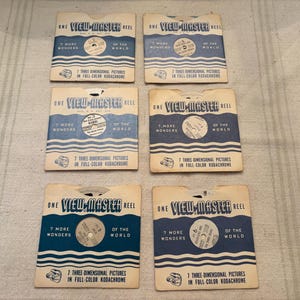 ONE VIEW-MASTER REEL
7 MORE WONDERS OF THE WORLD
7 THREE DIMENSIONAL PICTURES
IN FULL-COLOR KODACHROME
ONE VIEW-MASTER REEL
7 MORE WONDERS OF THE WORLD
7 THREE DIMENSIONAL PICTURES
IN FULL-COLOR KODACHROME
ONE VIEW-MASTER REEL
7 MORE WONDERS OF THE WORLD
7 THREE DIMENSIONAL PICTURES
IN FULL-COLOR KODACHROME
ONE VIEW-MASTER REEL
7 MORE WONDERS OF THE WORLD
7 THREE DIMENSIONAL PICTURES
IN FULL-COLOR KODACHROME
ONE VIEW-MASTER REEL
7 MORE WONDERS OF THE WORLD
7 THREE DIMENSIONAL PICTURES
IN FULL-COLOR KODACHROME
ONE VIEW-MASTER REEL
7 MORE WONDERS OF THE WORLD
7 THREE DIMENSIONAL PICTURES
IN FULL-COLOR KODACHROME